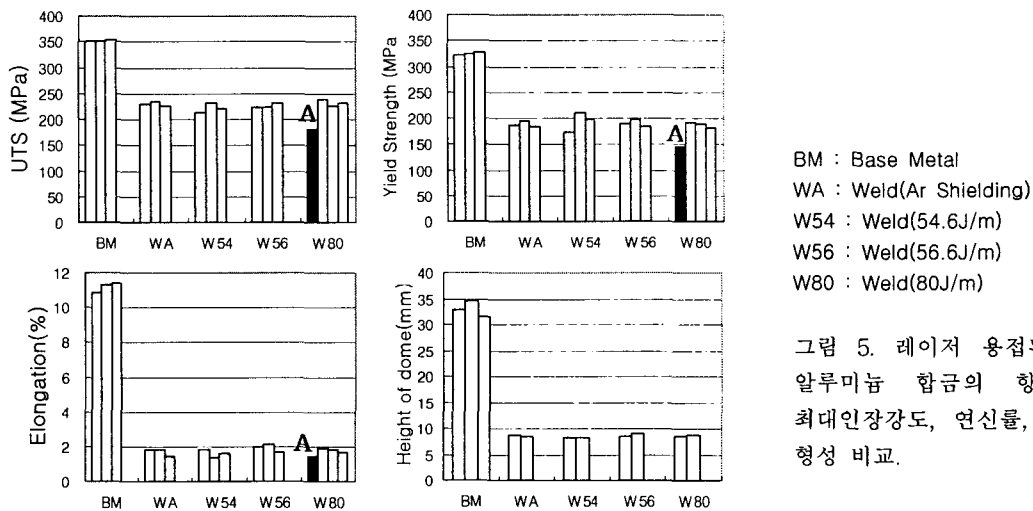 UTS (MPa)
400
350
300
250
200
150
100
50
0
A
BM WA W54 W56 W80
Yield Strength (MPa
400
350
300
250
200
150
100
50
0
A
BM WA W54 W56 W80
Elongation(%)
12
10
8
6
4
2
0
A
BM WA W54 W56 W80
Height of dome(mm)
40
35
30
25
20
15
10
5
0
BM WA W54 W56 W80
BM : Base Metal
WA : Weld(Ar Shielding)
W54 : Weld(54.6J/m)
W56 : Weld(56.6J/m)
W80 : Weld(80J/m)
그림 5. 레이저 용접
알루미늄 합금의
최대인장강도, 연신률,
형성 비교.